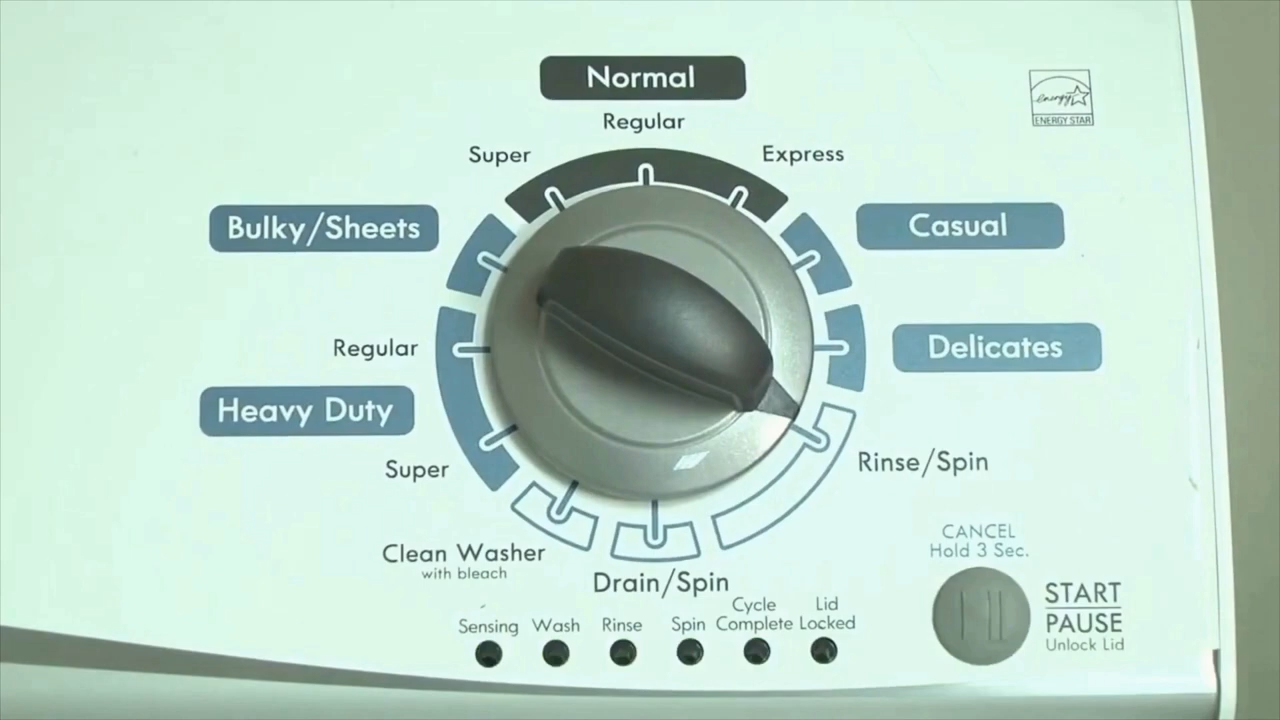 Normal
Regular
Super
Express
energy
ENERGY STAR
Bulky/Sheets
Casual
Regular
Delicates
Heavy Duty
Super
Rinse/Spin
Clean Washer
with bleach
Drain/Spin
CANCEL
Hold 3 Sec.
START
PAUSE
Unlock Lid
Sensing
Wash
Rinse
Spin
Cycle
Complete
Lid
Locked